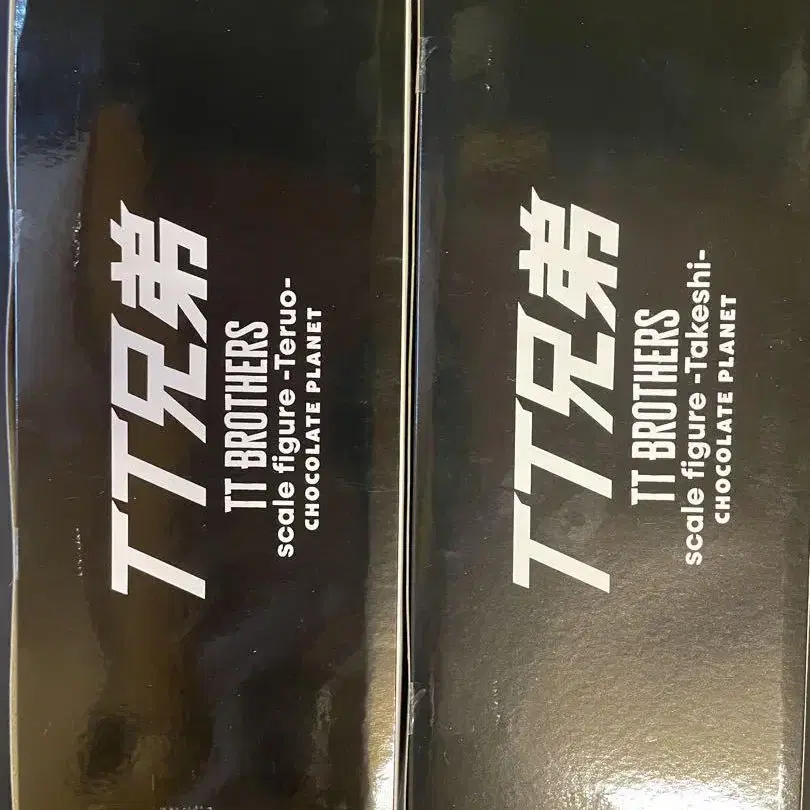 TT兄弟
TT BROTHERS
scale figure -Teruo-
CHOCOLATE PLANET
TT兄弟
TT BROTHERS
scale figure -Takeshi-
CHOCOLATE PLANET